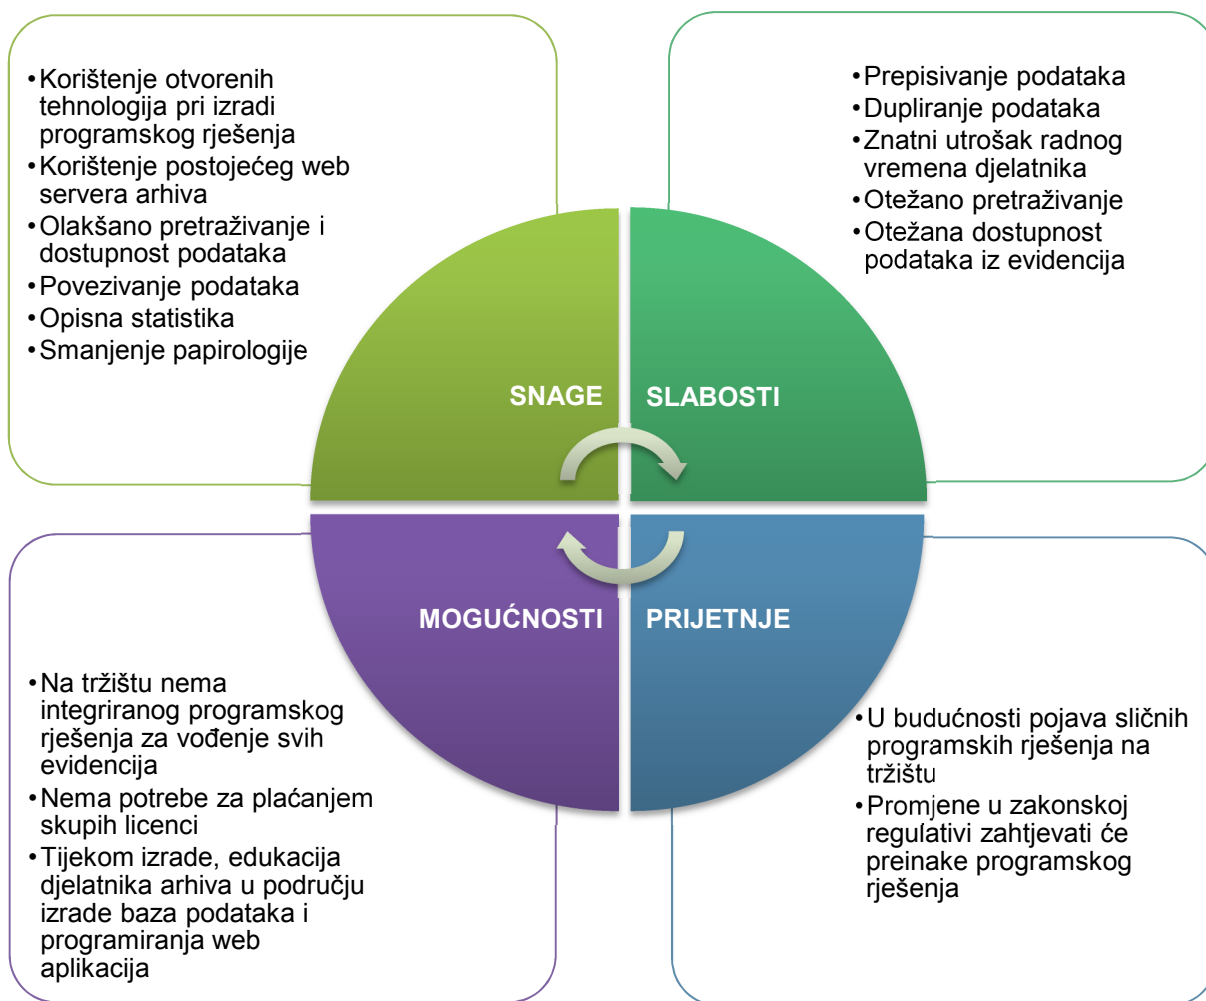 •Korištenje otvorenih
tehnologija pri izradi
programskog rješenja
•Korištenje postojećeg web
servera arhiva
•Olakšano pretraživanje i
dostupnost podataka
•Povezivanje podataka
•Opisna statistika
•Smanjenje papirologije
•Prepisivanje podataka
•Dupliranje podataka
•Znatni utrošak radnog
vremena djelatnika
•Otežano pretraživanje
•Otežana dostupnost
podataka iz evidencija
SNAGE
SLABOSTI
MOGUĆNOSTI
PRIJETNJE
•Na tržištu nema
integriranog programskog
rješenja za vođenje svih
evidencija
•Nema potrebe za plaćanjem
skupih licenci
•Tijekom izrade, edukacija
djelatnika arhiva u području
izrade baza podataka i
programiranja web
aplikacija
•U budućnosti pojava sličnih
programskih rješenja na
tržištu
•Promjene u zakonskoj
regulativi zahtjevati će
preinake programskog
rješenja